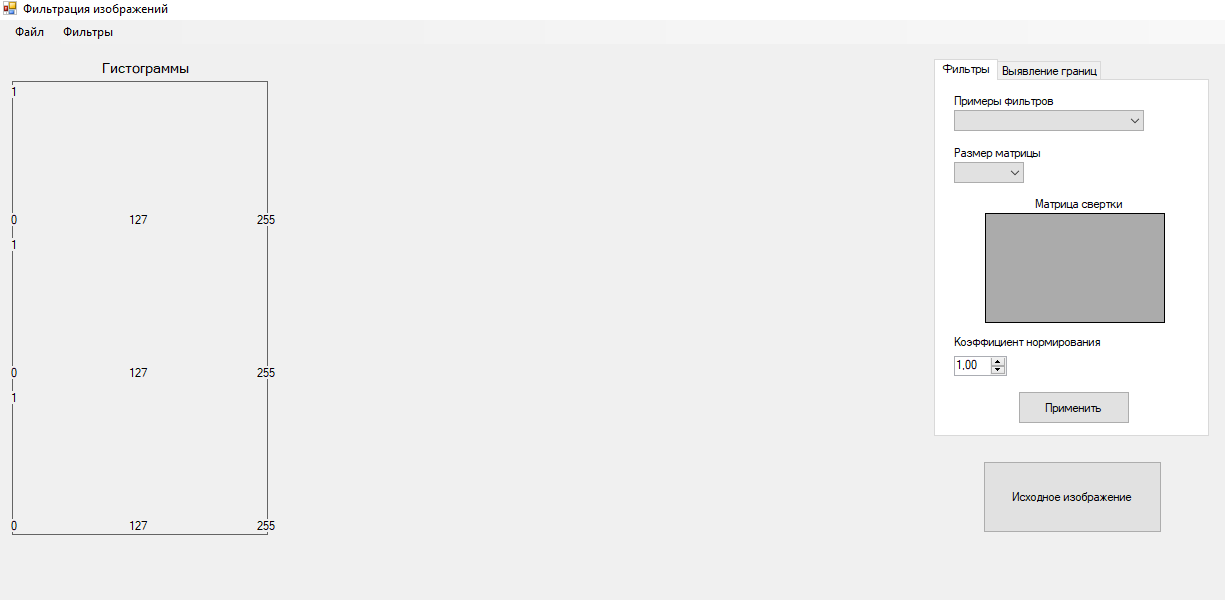 Фильтрация изображений
Файл Фильтры
Гистограммы
1
0 127 255
1
0 127 255
1
0 127 255
Фильтры Выявление границ
Примеры фильтров
Размер матрицы
Матрица свертки
Коэффициент нормирования
1,00
Применить
Исходное изображение